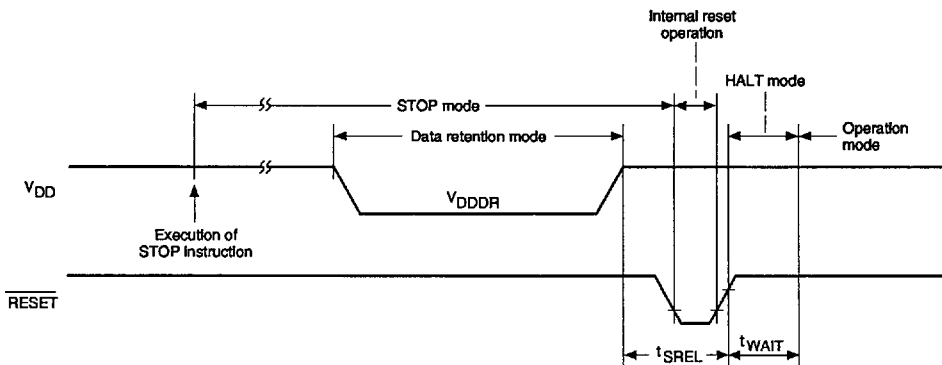 Internal reset
operation
HALT mode
STOP mode
Data retention mode
Operation
mode
VDD
VDDDR
Execution of
STOP Instruction
RESET
tSREL
tWAIT